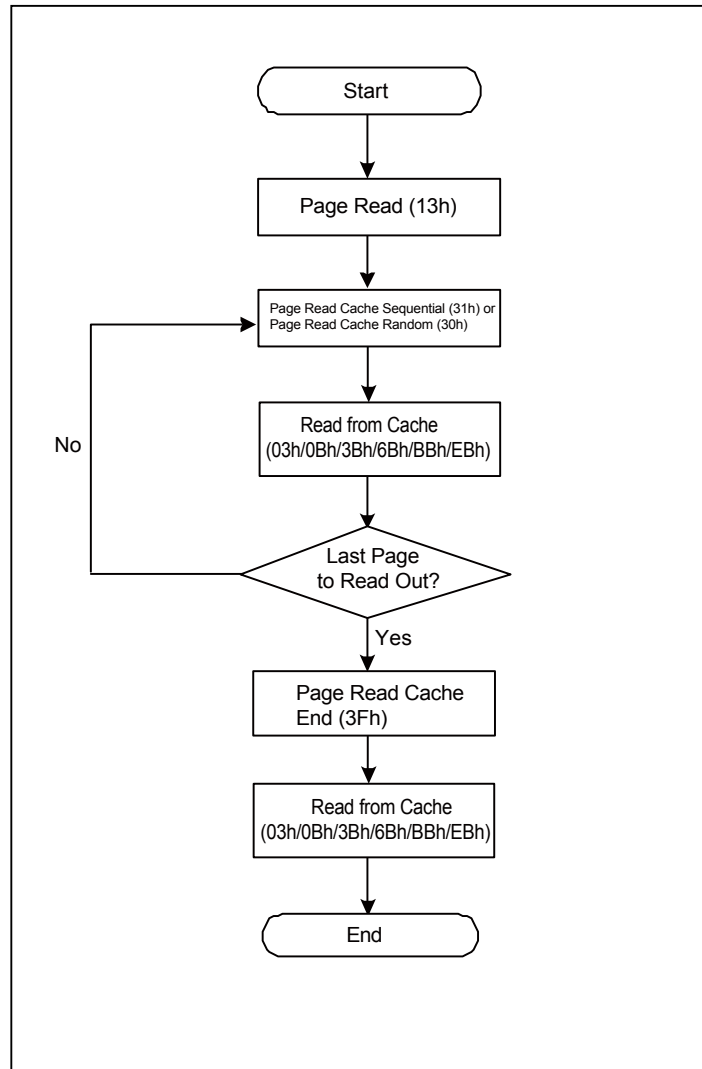 Start
Page Read (13h)
Page Read Cache Sequential (31h) or
Page Read Cache Random (30h)
Read from Cache
(03h/0Bh/3Bh/6Bh/BBh/EBh)
No
Last Page
to Read Out?
Yes
Page Read Cache
End (3Fh)
Read from Cache
(03h/0Bh/3Bh/6Bh/BBh/EBh)
End